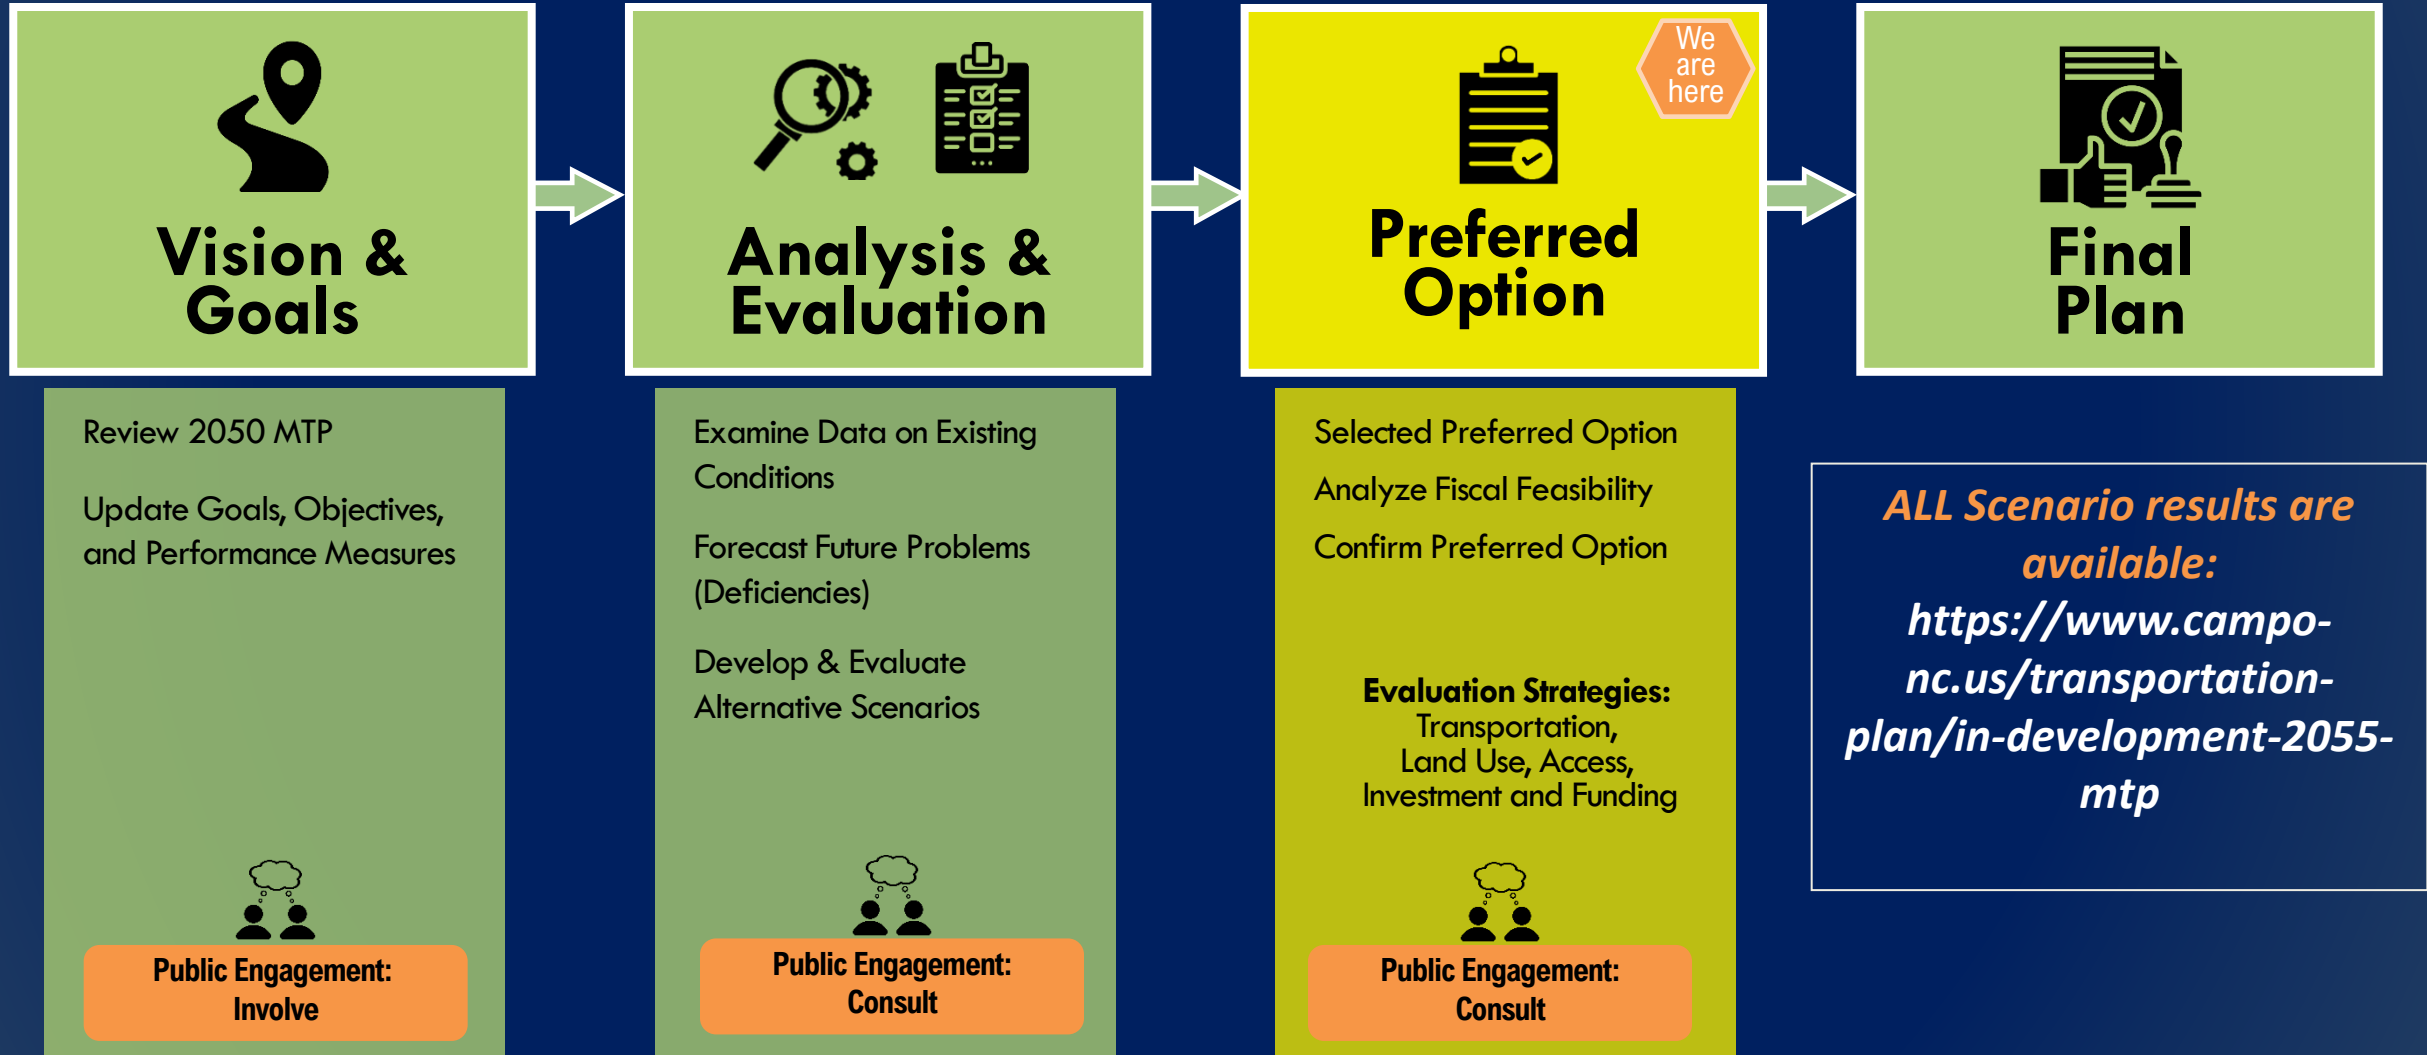 Vision &
Goals
Review 2050 MTP
Update Goals, Objectives,
and Performance Measures
Public Engagement:
Involve
Analysis &
Evaluation
Examine Data on Existing
Conditions
Forecast Future Problems
(Deficiencies)
Develop & Evaluate
Alternative Scenarios
Public Engagement:
Consult
We
are
here
Preferred
Option
Selected Preferred Option
Analyze Fiscal Feasibility
Confirm Preferred Option
Evaluation Strategies:
Transportation,
Land Use, Access,
Investment and Funding
Public Engagement:
Consult
Final
Plan
ALL Scenario results are
available:
https://www.campo-
nc.us/transportation-
plan/in-development-2055-
mtp